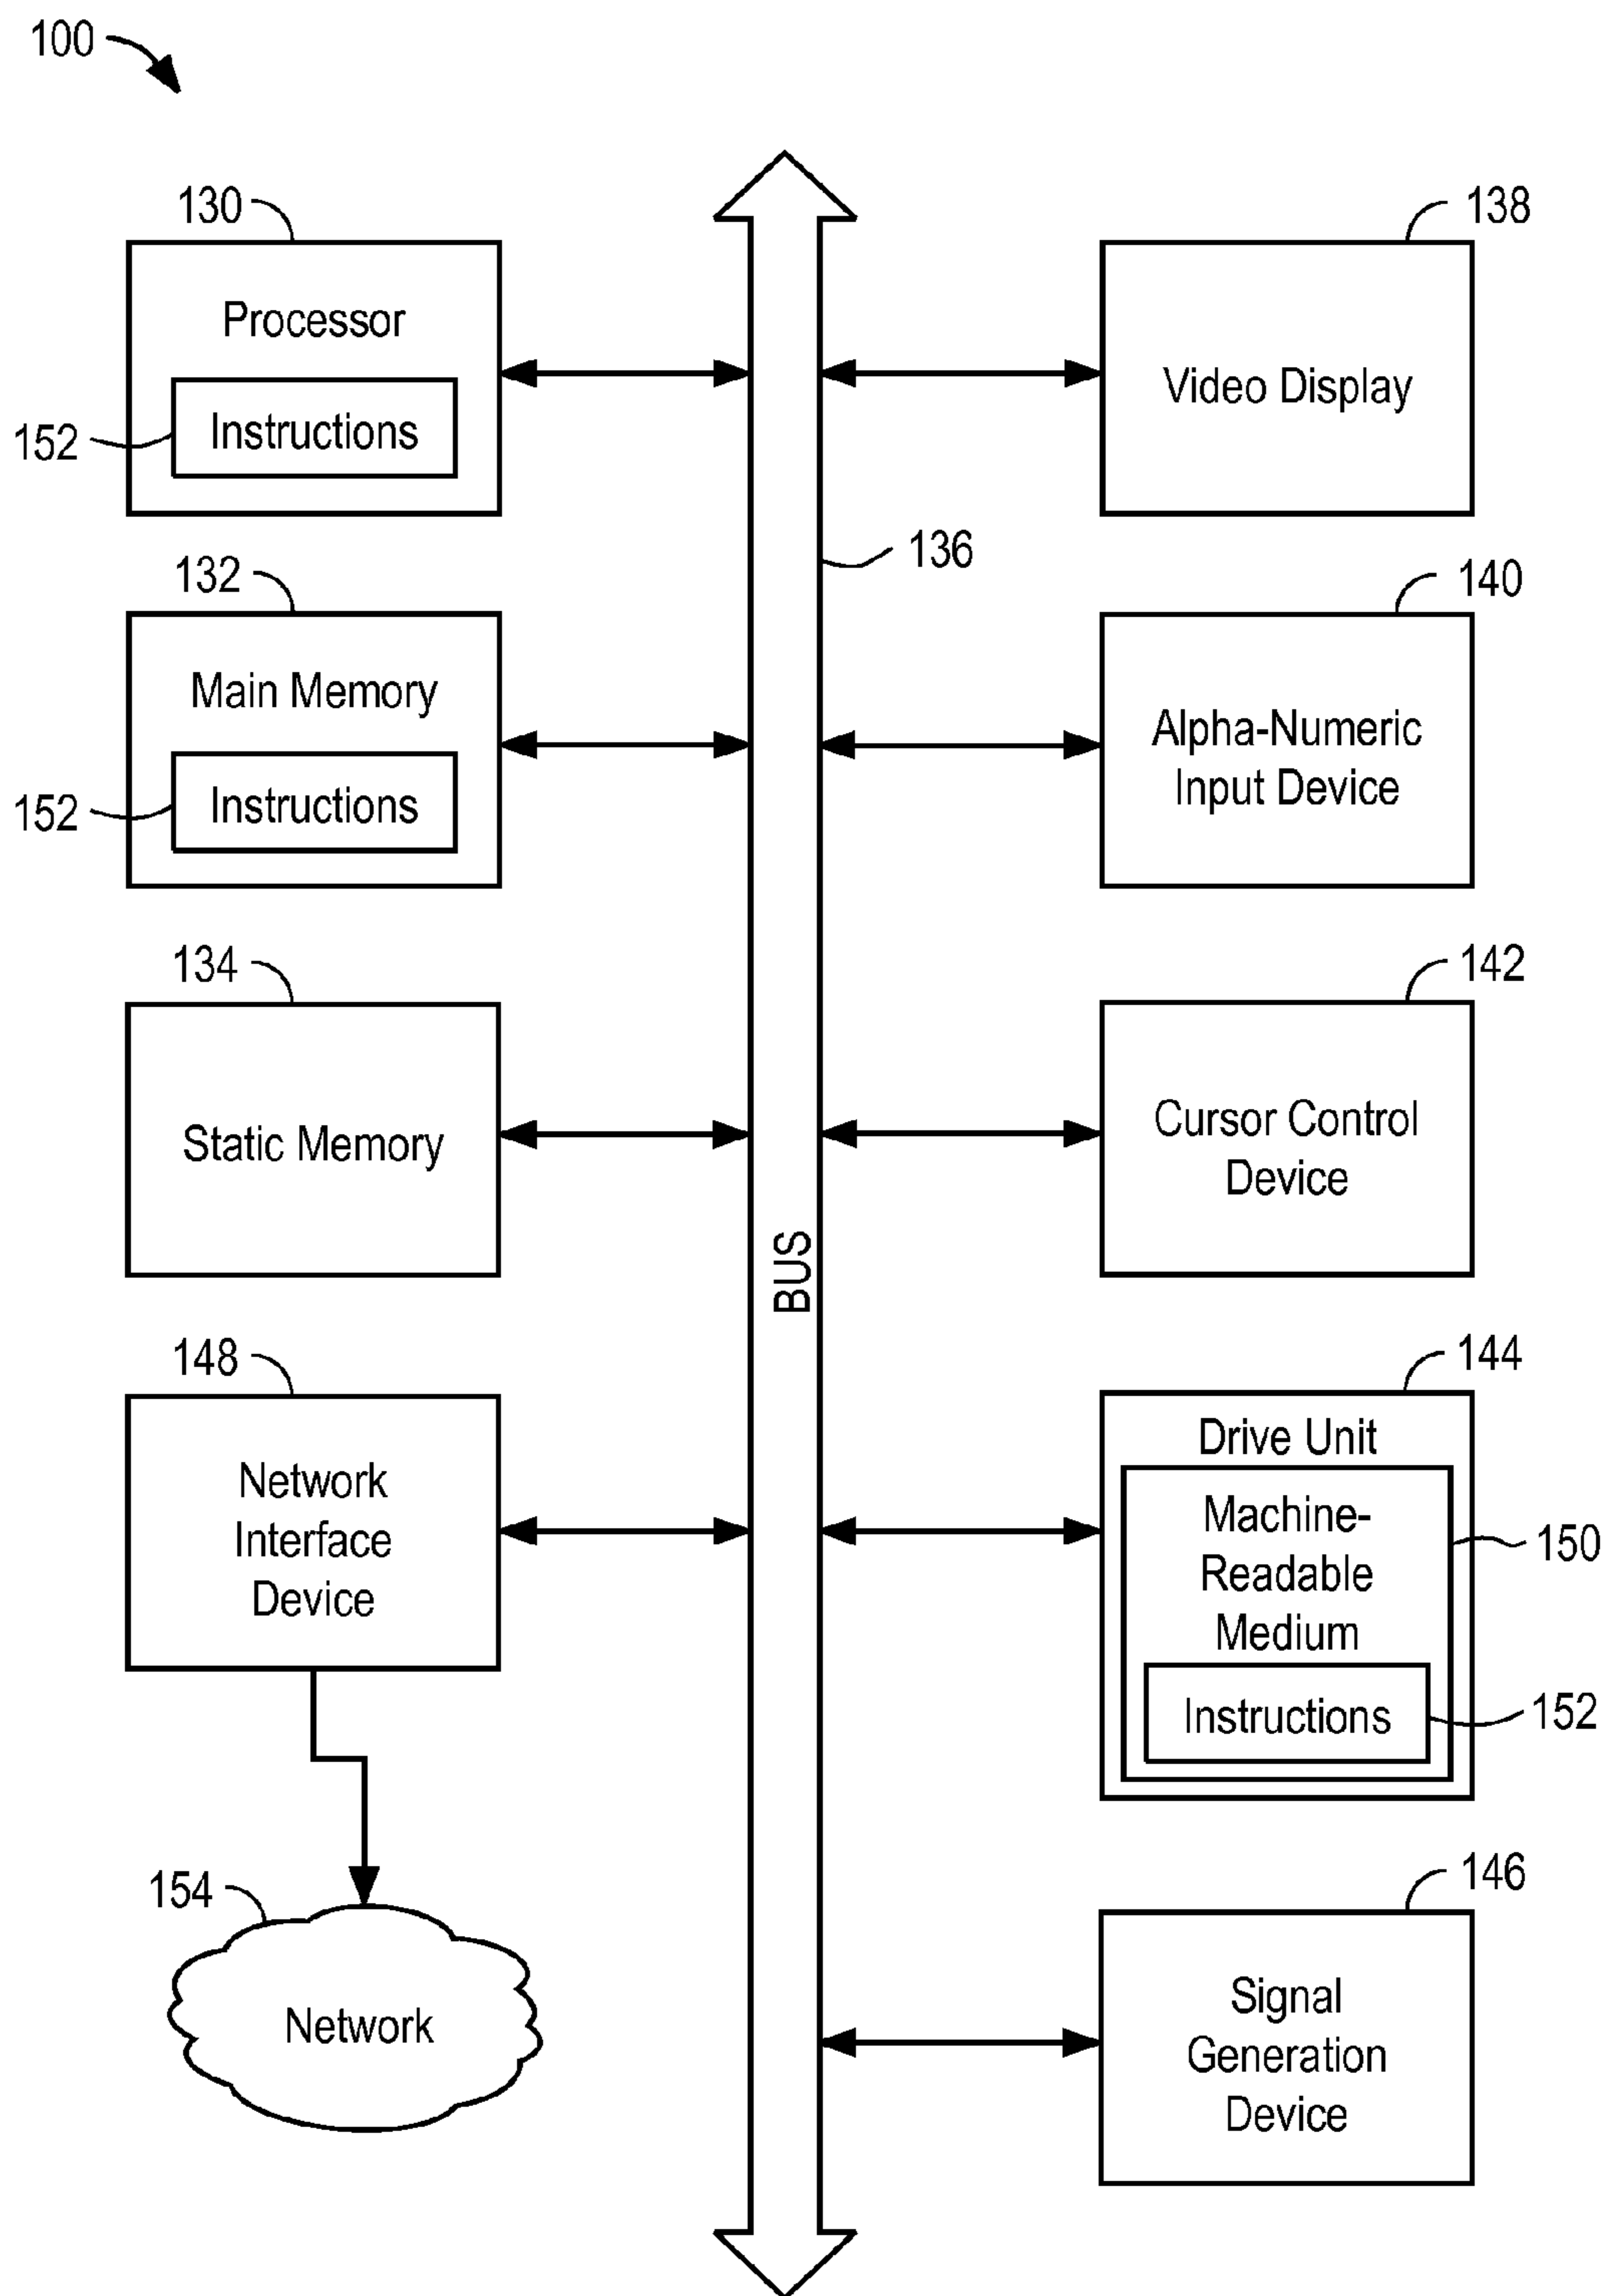 100
130
Processor
152
Instructions
132
Main Memory
152
Instructions
134
Static Memory
148
Network
Interface
Device
154
Network
136
BUS
138
Video Display
140
Alpha-Numeric
Input Device
142
Cursor Control
Device
144
Drive Unit
Machine-
Readable
Medium
150
Instructions
152
146
Signal
Generation
Device